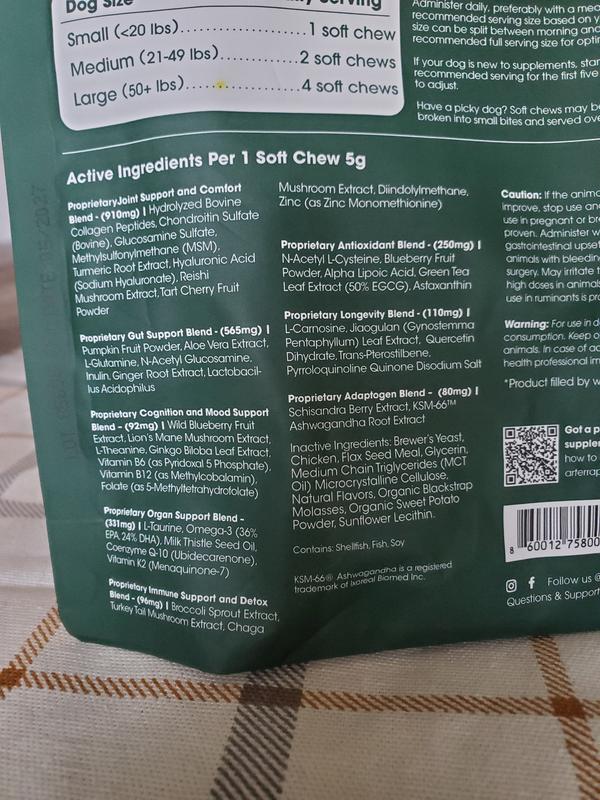 Dog Size
Serving
Small (<20 lbs)........................1 soft chew
Medium (21-49 lbs)................2 soft chews
Large (50+ lbs).......................4 soft chews
Administer daily, preferably with a
recommended serving size based on
size can be split between morning and
recommended full serving size for
If your dog is new to supplements,
recommended serving for the first five
to adjust.
Have a picky dog? Soft chews may be
broken into small bites and served
Active Ingredients Per 1 Soft Chew 5g
ProprietaryJoint Support and Comfort
Blend - (910mg) | Hydrolyzed Bovine
Collagen Peptides, Chondroitin Sulfate
(Bovine), Glucosamine Sulfate,
Methylsulfonylmethane (MSM),
Turmeric Root Extract, Hyaluronic Acid
(Sodium Hyaluronate), Reishi
Mushroom Extract, Tart Cherry Fruit
Powder
Proprietary Gut Support Blend - (565mg) |
Pumpkin Fruit Powder, Aloe Vera Extract,
L-Glutamine, N-Acetyl Glucosamine,
Inulin, Ginger Root Extract, Lactobacil-
lus Acidophilus
Proprietary Cognition and Mood Support
Blend - (92mg) | Wild Blueberry Fruit
Extract, Lion's Mane Mushroom Extract,
L-Theanine, Ginkgo Biloba Leaf Extract,
Vitamin B6 (as Pyridoxal 5 Phosphate),
Vitamin B12 (as Methylcobalamin),
Folate (as 5-Methyltetrahydrofolate)
Proprietary Organ Support Blend -
(331mg) | L-Taurine, Omega-3 (36%
EPA, 24% DHA), Milk Thistle Seed Oil,
Coenzyme Q-10 (Ubidecarenone),
Vitamin K2 (Menaquinone-7)
Proprietary Immune Support and Detox
Blend - (96mg) | Broccoli Sprout Extract,
Turkey Tail Mushroom Extract, Chaga
Mushroom Extract, Diindolylmethane,
Zinc (as Zinc Monomethionine)
Proprietary Antioxidant Blend - (250mg) |
N-Acetyl L-Cysteine, Blueberry Fruit
Powder, Alpha Lipoic Acid, Green Tea
Leaf Extract (50% EGCG), Astaxanthin
Proprietary Longevity Blend - (110mg) |
L-Carnosine, Jiaogulan (Gynostemma
Pentaphyllum) Leaf Extract, Quercetin
Dihydrate, Trans-Pterostilbene,
Pyrroloquinoline Quinone Disodium Salt
Proprietary Adaptogen Blend - (80mg) |
Schisandra Berry Extract, KSM-66™
Ashwagandha Root Extract
Inactive Ingredients: Brewer's Yeast,
Chicken, Flax Seed Meal, Glycerin,
Medium Chain Triglycerides (MCT
Oil) Microcrystalline Cellulose,
Natural Flavors, Organic Blackstrap
Molasses, Organic Sweet Potato
Powder, Sunflower Lecithin.
Contains: Shellfish, Fish, Soy
KSM-66® Ashwagandha is a registered
trademark of Ixoreal Biomed Inc.
Caution: If the
improve, stop use
use in pregnant or
proven. Administer
gastrointestinal upset
animals with bleeding
surgery. May irritate
high doses in animals
use in ruminants is
Warning: For use in
consumption. Keep
animals. In case of
health professional
*Product filled by
Got a
how to
8 60012 75800
Follow us
Questions & Support